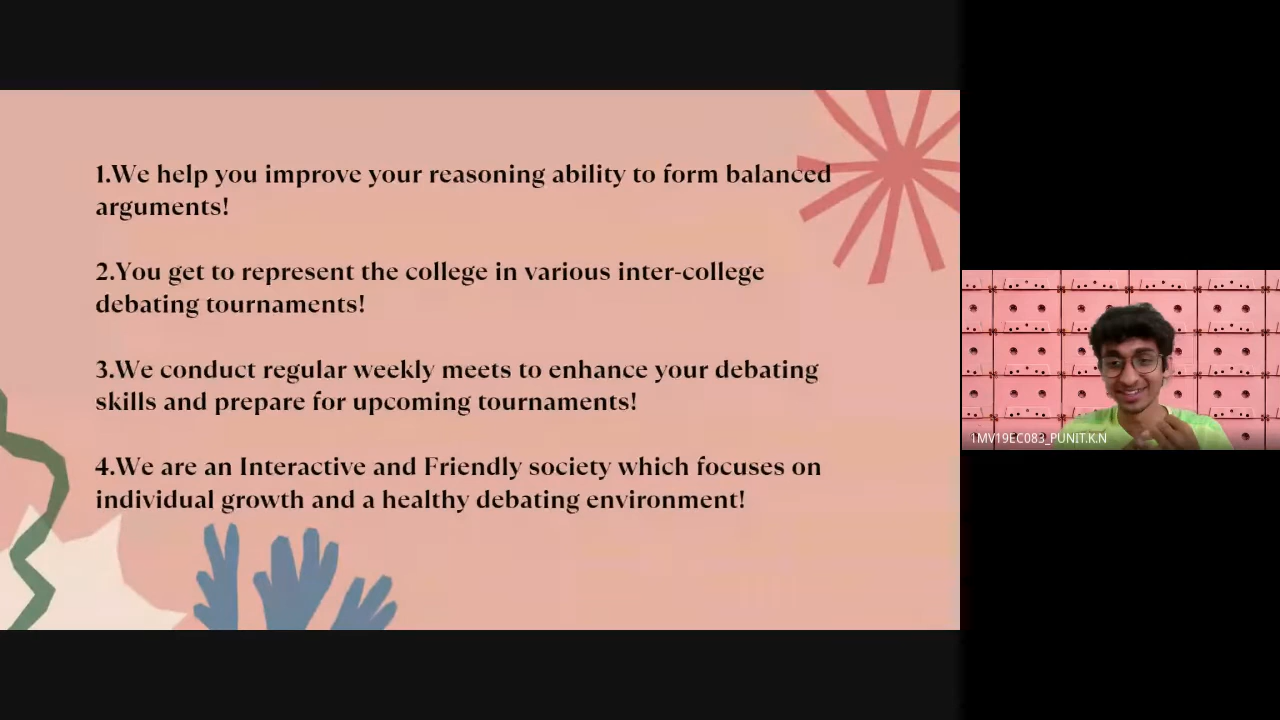 1.We help you improve your reasoning ability to form balanced
arguments!
2.You get to represent the college in various inter-college
debating tournaments!
3.We conduct regular weekly meets to enhance your debating
skills and prepare for upcoming tournaments!
4.We are an Interactive and Friendly society which focuses on
individual growth and a healthy debating environment!
1MV19EC083_PUNIT.K.N